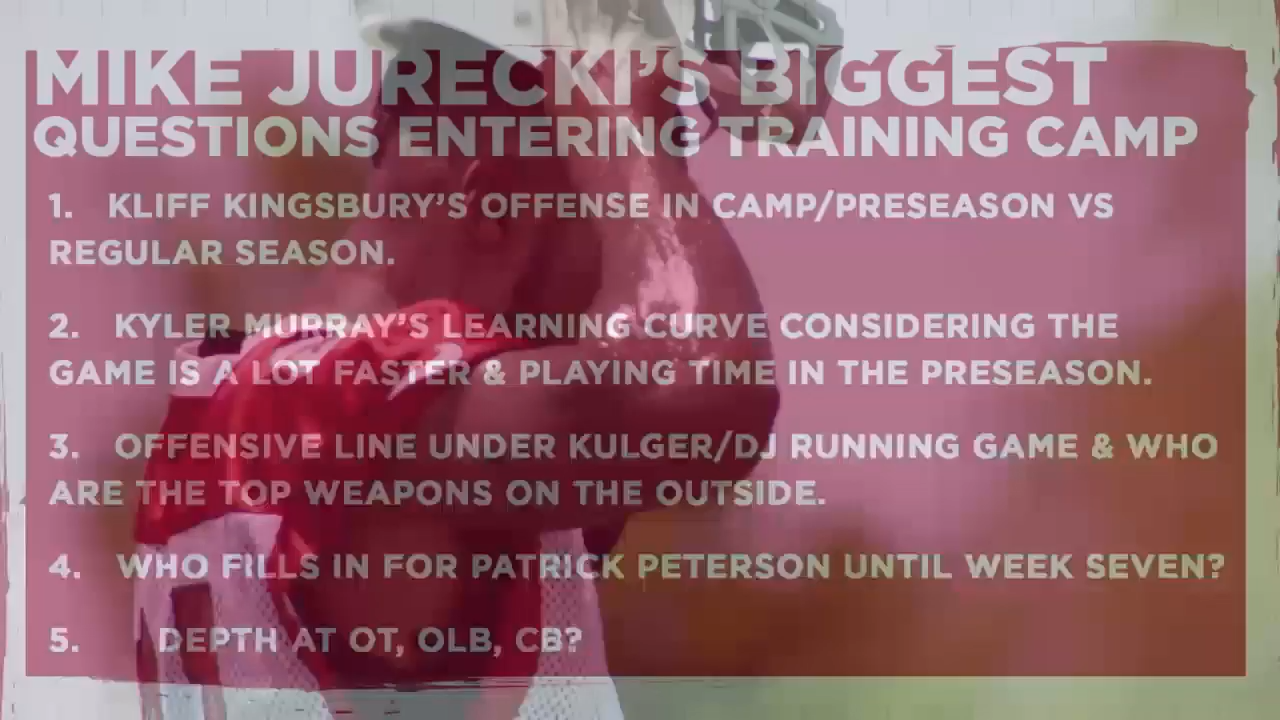 MIKE JURECKI'S BIGGEST
QUESTIONS ENTERING TRAINING CAMP
1. KLIFF KINGSBURY'S OFFENSE IN CAMP/PRESEASON VS
REGULAR SEASON.
2. KYLER MURRAY'S LEARNING CURVE CONSIDERING THE
GAME IS A LOT FASTER & PLAYING TIME IN THE PRESEASON.
3. OFFENSIVE LINE UNDER KULGER/DJ RUNNING GAME & WHO
ARE THE TOP WEAPONS ON THE OUTSIDE.
4. WHO FILLS IN FOR PATRICK PETERSON UNTIL WEEK SEVEN?
5. DEPTH AT OT, OLB, CB?